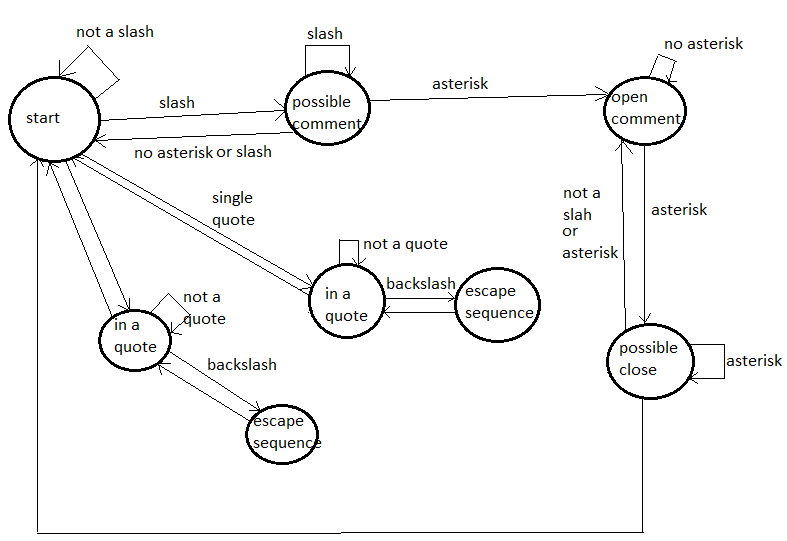 not a slash
slash
no asterisk
start
slash
possible
comment
asterisk
open
comment
no asterisk or slash
single
quote
not a
slah
or
asterisk
asterisk
not a quote
in a
quote
backslash
escape
sequence
in a
quote
not a
quote
backslash
escape
sequence
possible
close
asterisk